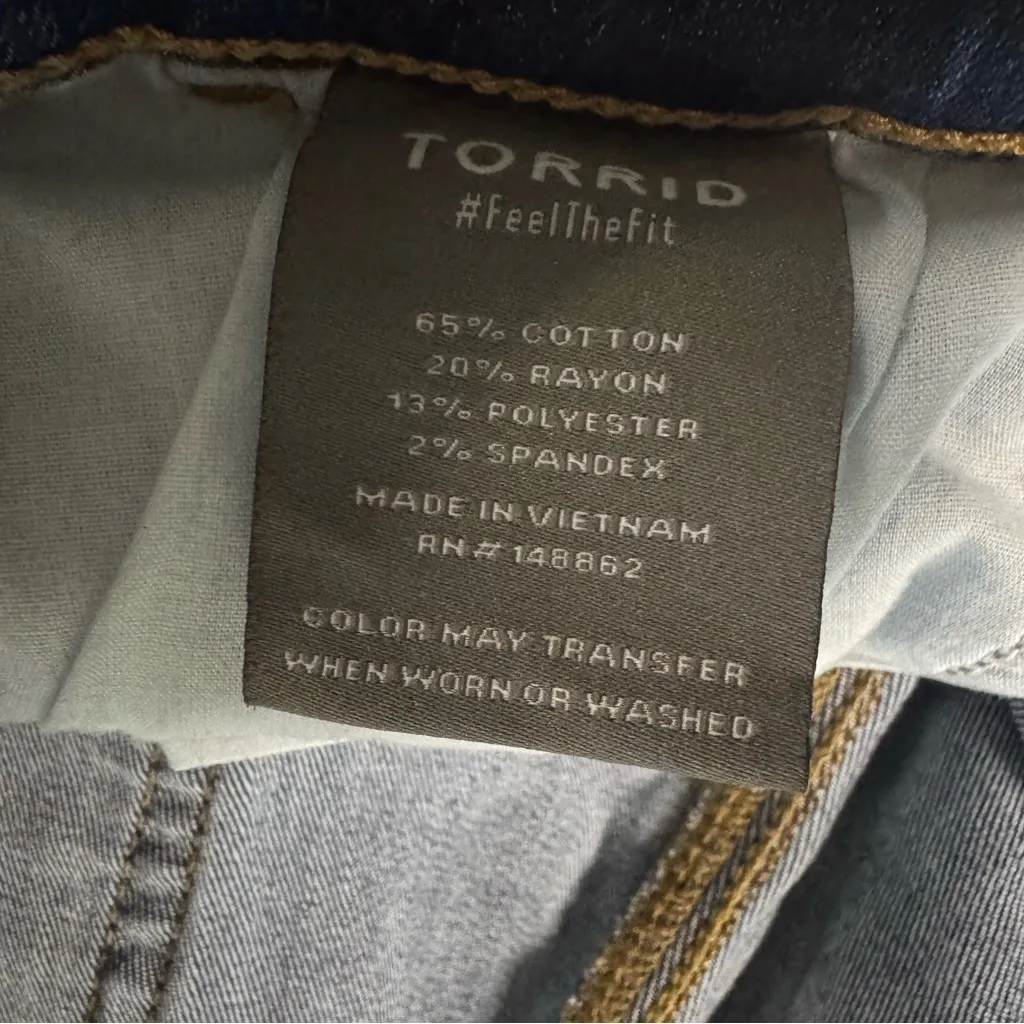 TORRID
#FeelTheFit
65% COTTON
20% RAYON
13% POLYESTER
2% SPANDEX
MADE IN VIETNAM
RN# 148862
COLOR MAY TRANSFER
WHEN WORN OR WASHED